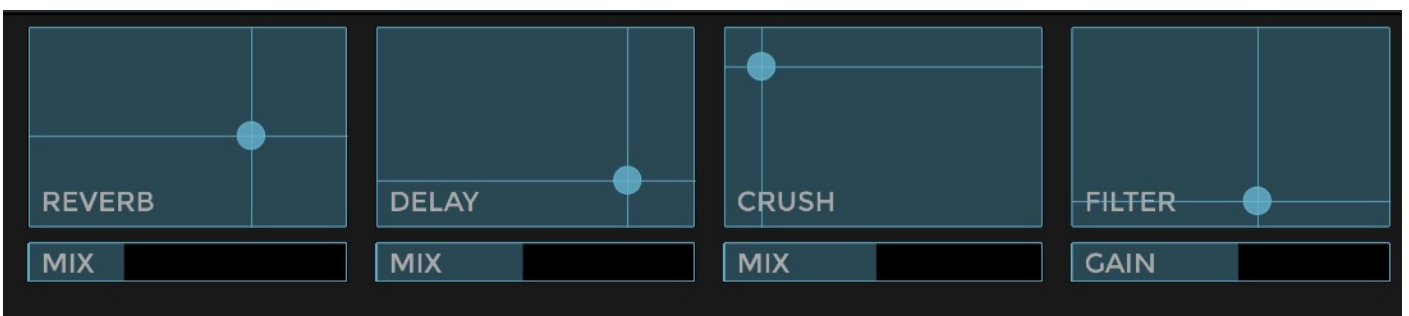 REVERB
DELAY
CRUSH
FILTER
MIX
MIX
MIX
GAIN